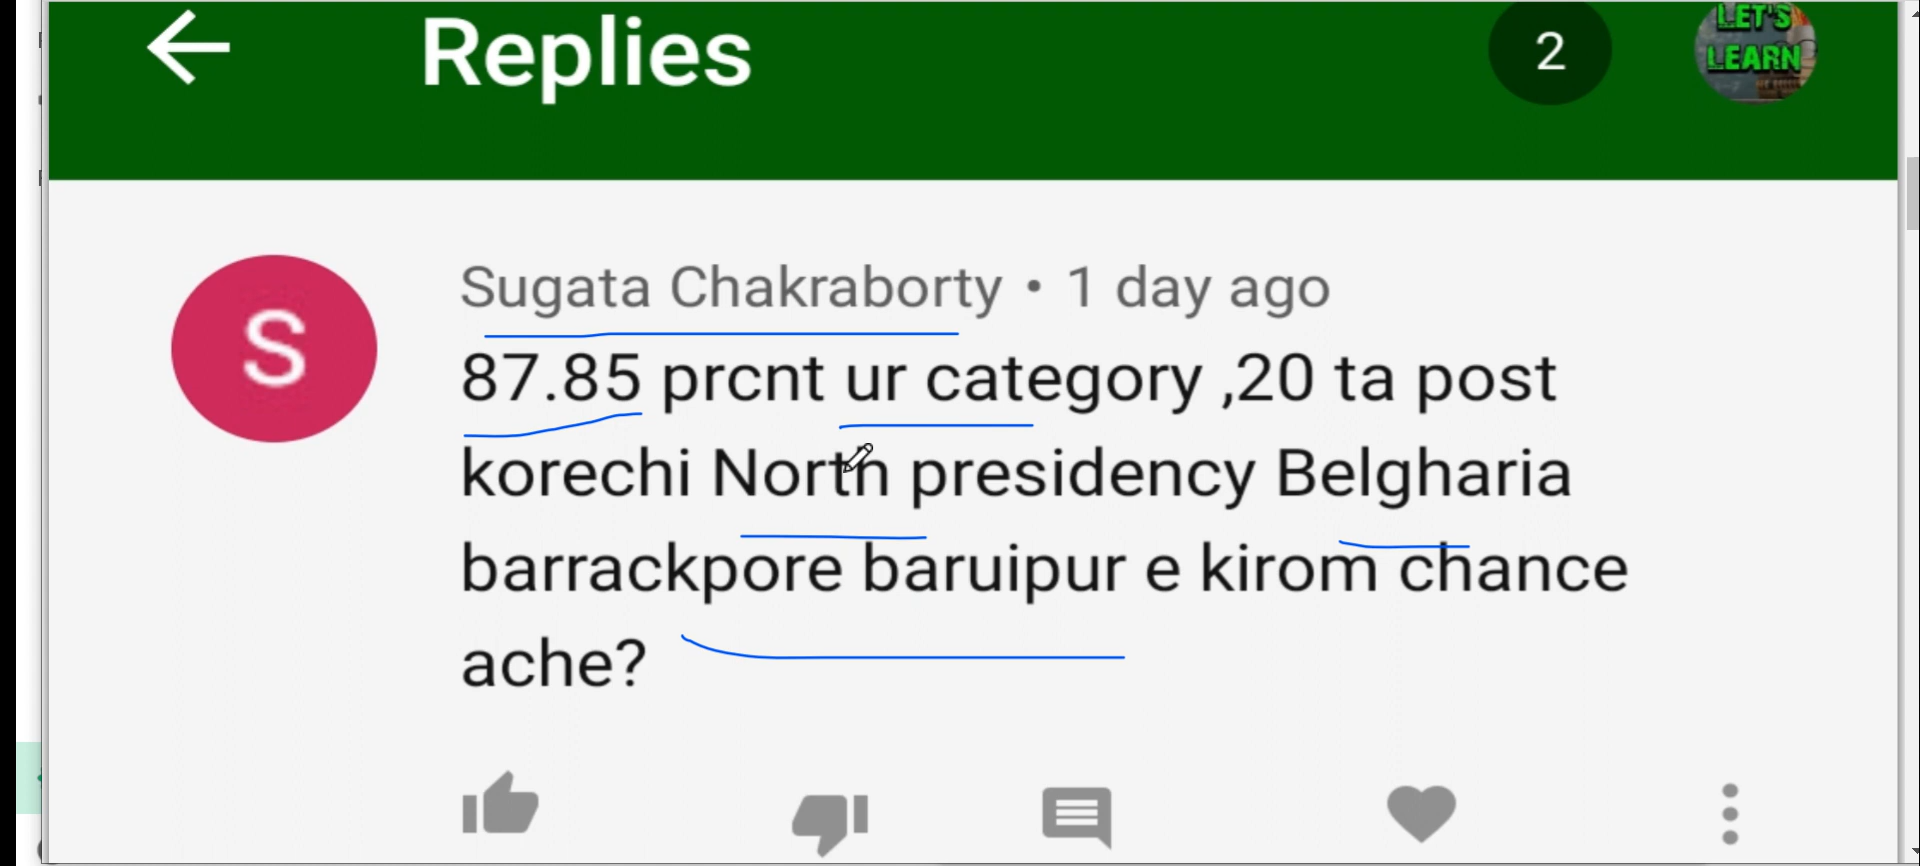 Replies
2
LET'S
LEARN
S
Sugata Chakraborty • 1 day ago
87.85 prcnt ur category ,20 ta post
korechi North presidency Belgharia
barrackpore baruipur e kirom chance
ache?